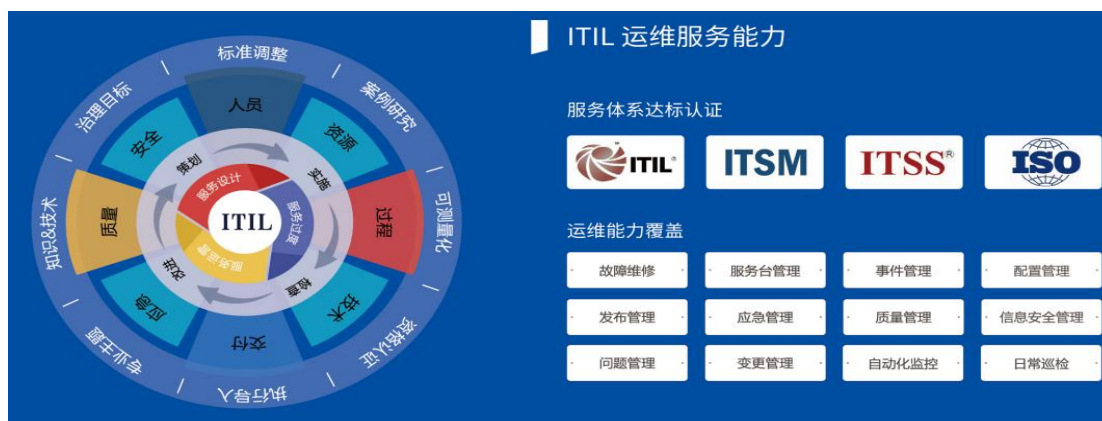 标准调整
案例研究
可测量化
资格认证
执行导入
专业主题
知识&技术
治理目标
人员
资源
过程
技术
交付
应急
质量
安全
策划
实施
检查
改进
服务设计
服务过度
服务运营
ITIL
ITIL 运维服务能力
服务体系达标认证
ITIL®
ITSM
ITSS®
ISO
运维能力覆盖
故障维修 服务台管理 事件管理 配置管理
发布管理 应急管理 质量管理 信息安全管理
问题管理 变更管理 自动化监控 日常巡检